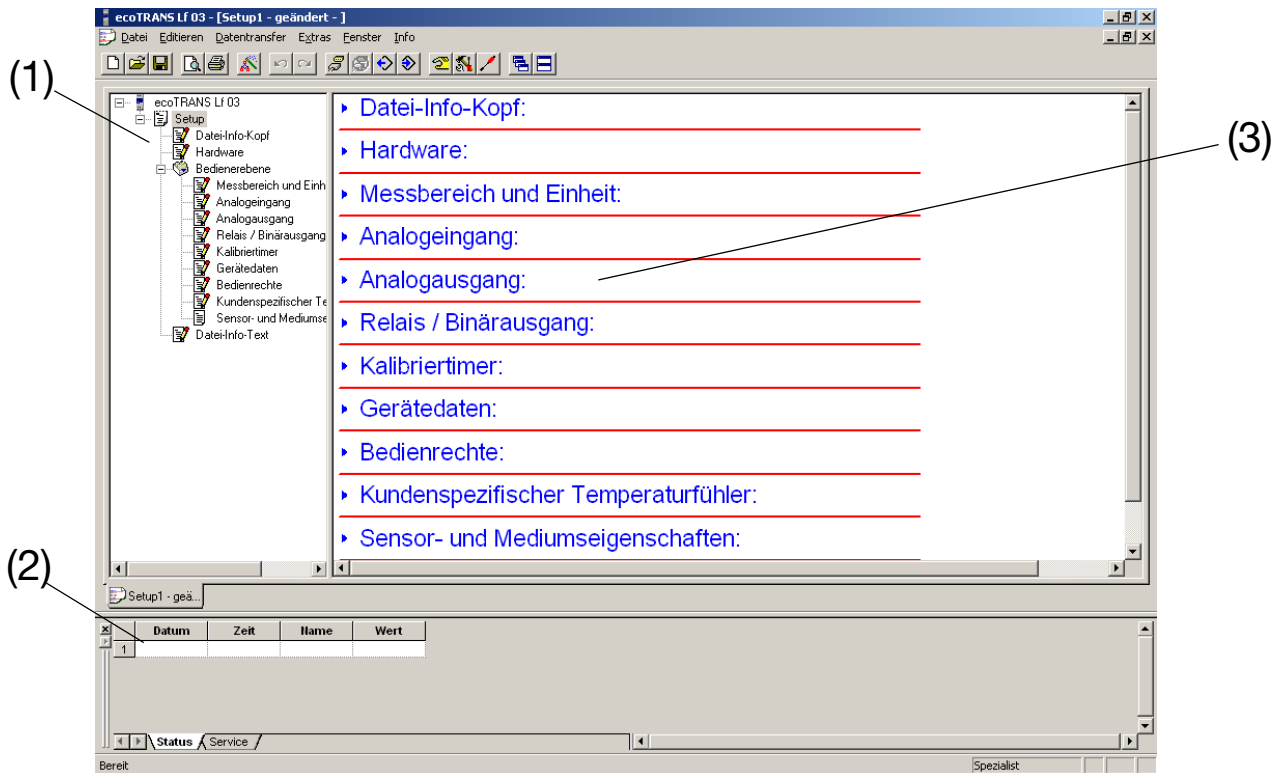 ecoTRANS Lf 03 - [Setup1 - geändert - ]
Datei Editieren Datentransfer Extras Fenster Info
(1)
ecoTRANS Lf 03
Setup
Datei-Info-Kopf
Hardware
Bedienerebene
Messbereich und Einh
Analogeingang
Analogausgang
Relais / Binärausgang
Kalibriertimer
Gerätedaten
Bedienrechte
Kundenspezifischer Te
Sensor- und Mediumse
Datei-Info-Text
Datei-Info-Kopf:
Hardware:
Messbereich und Einheit:
Analogeingang:
Analogausgang:
Relais / Binärausgang:
Kalibriertimer:
Gerätedaten:
Bedienrechte:
Kundenspezifischer Temperaturfühler:
Sensor- und Mediumseigenschaften:
(3)
(2)
Setup1 - geä...
Datum Zeit Name Wert
1
Status Service
Bereit Spezialist